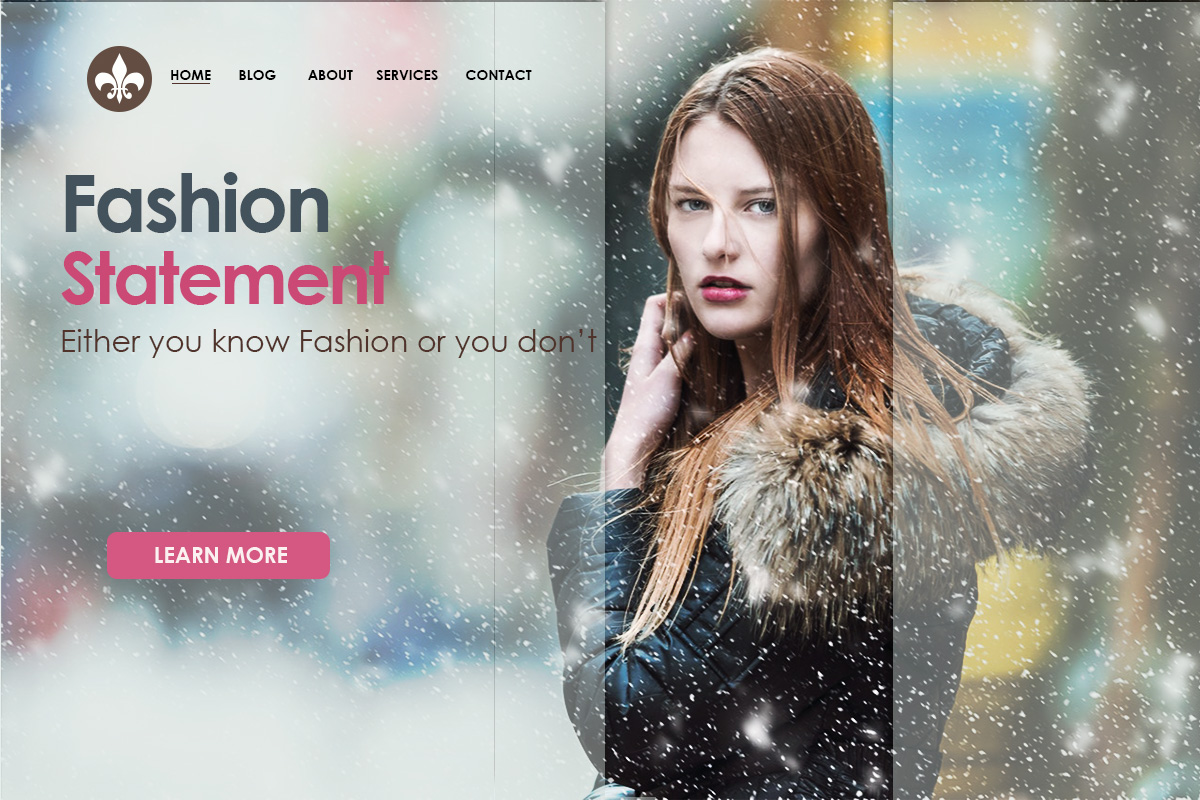 HOME BLOG ABOUT SERVICES CONTACT
Fashion
Statement
Either you know Fashion or you don’t
LEARN MORE